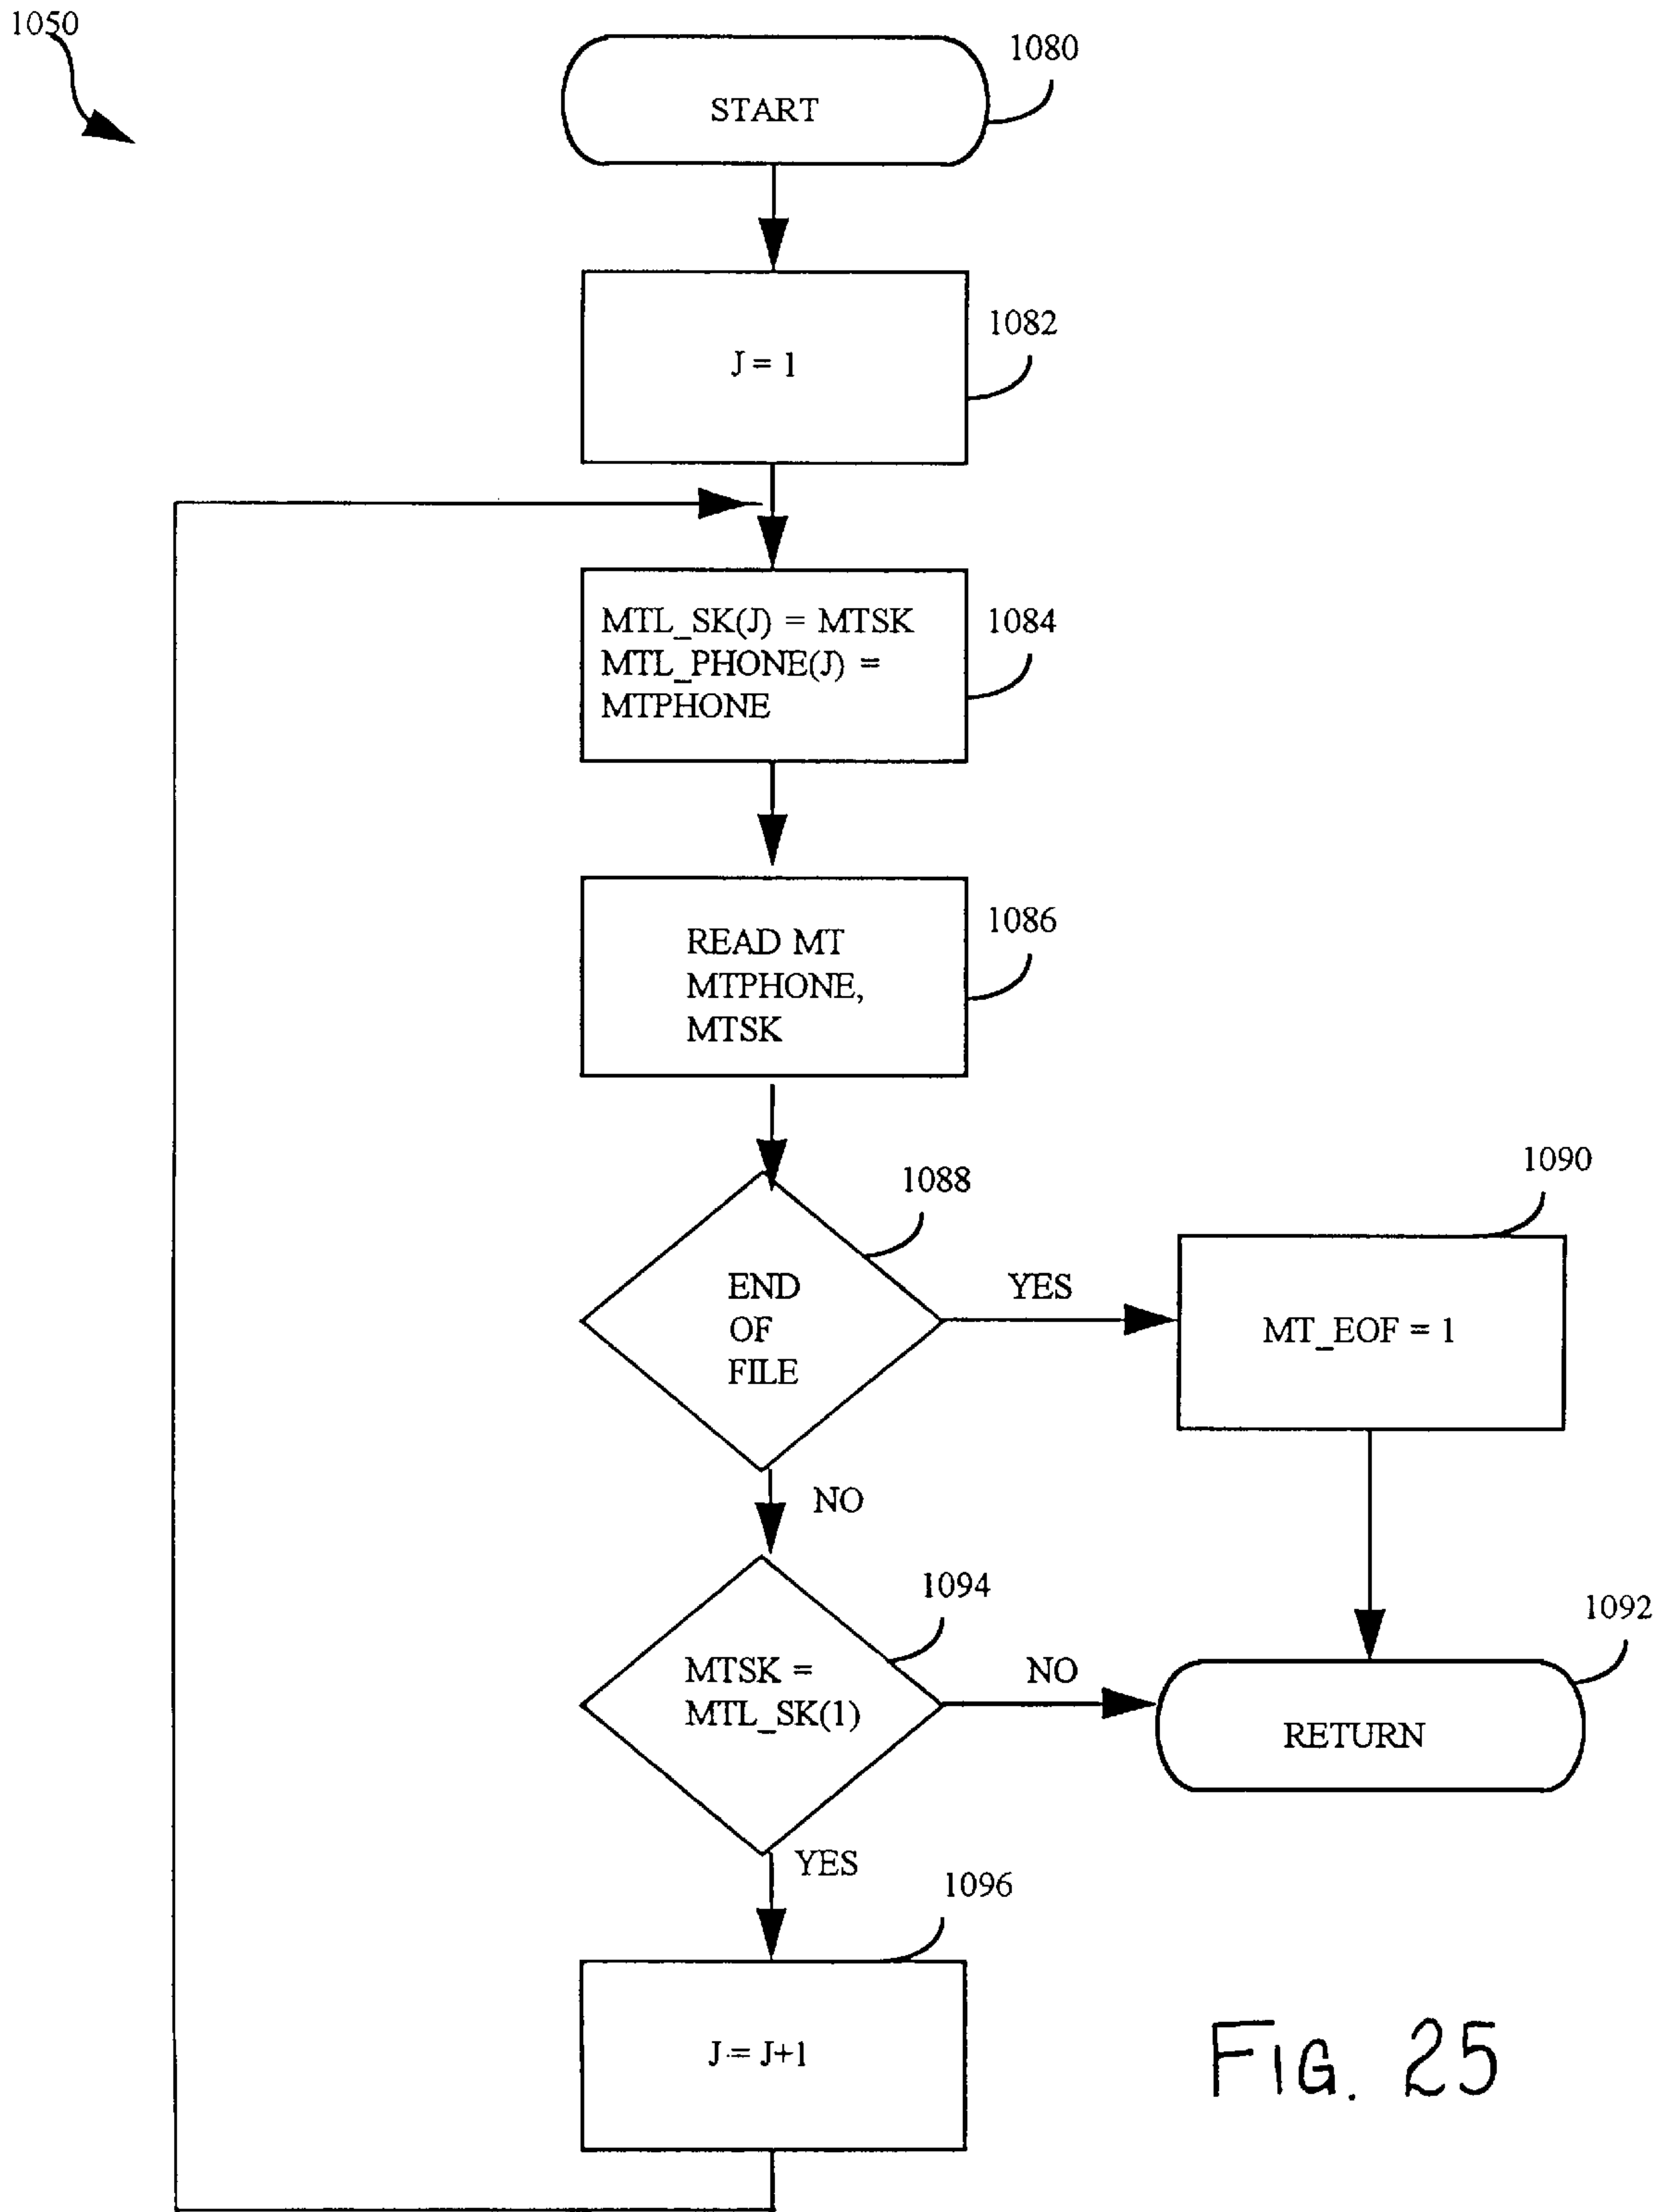 1050
1080
START
1082
J = 1
MTL_SK(J) = MTSK
MTL_PHONE(J) =
MTPHONE
1084
READ MT
MTPHONE,
MTSK
1086
1088
END
OF
FILE
YES
1090
MT_EOF = 1
NO
1094
MTSK =
MTL_SK(1)
NO
1092
RETURN
YES
1096
J = J+1
FIG. 25